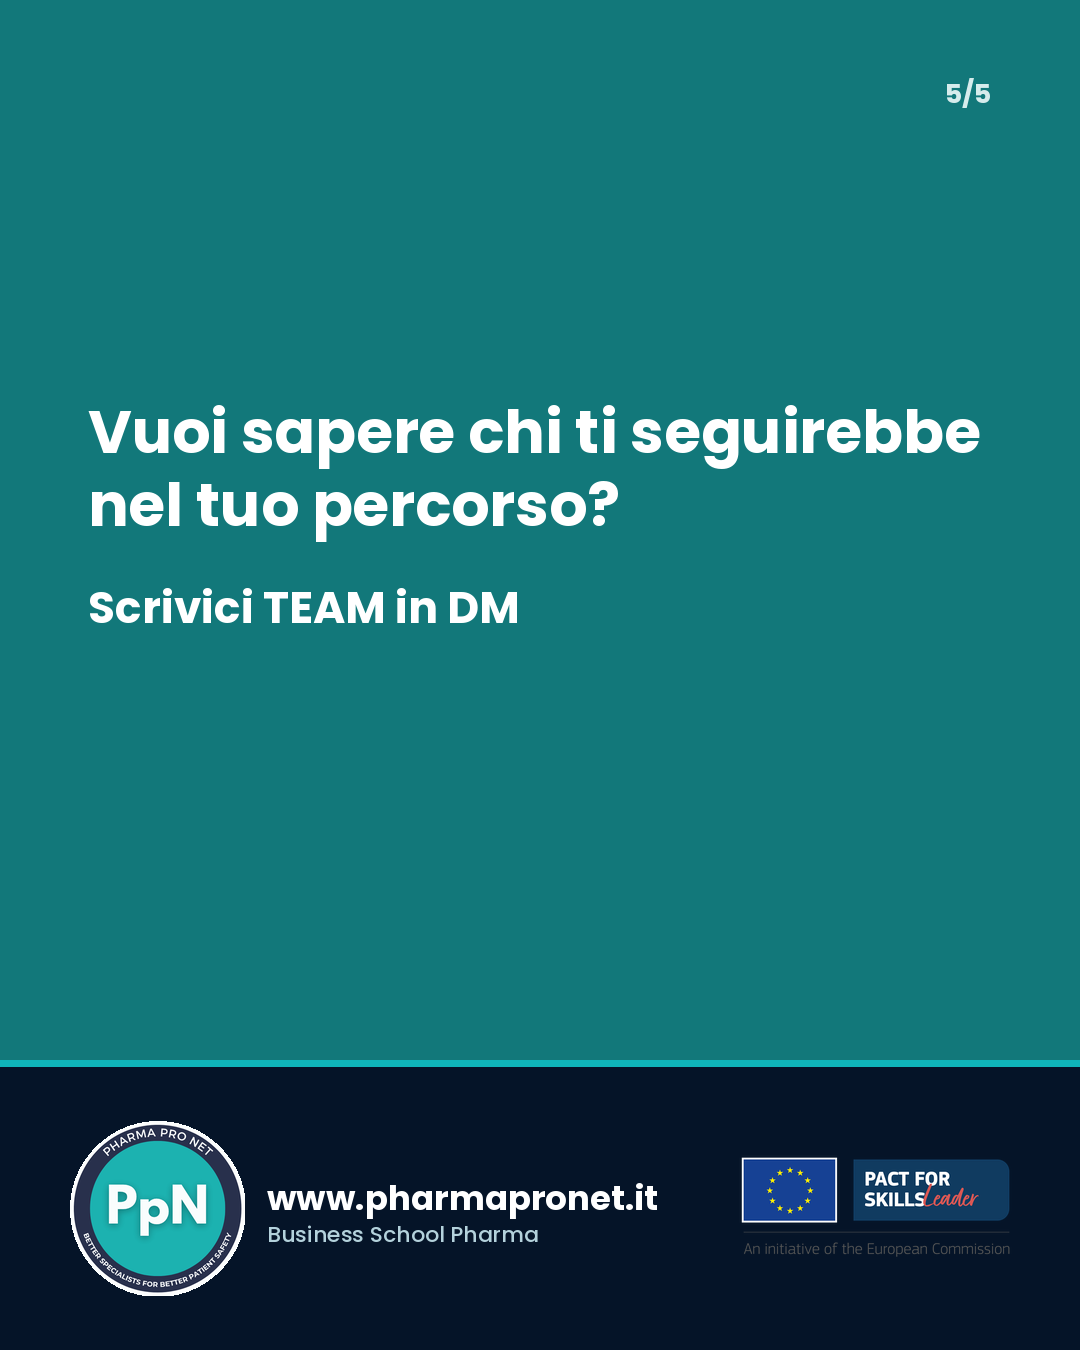 5/5
Vuoi sapere chi ti seguirebbe
nel tuo percorso?
Scrivici TEAM in DM
PHARMA PRO NET
PpN
BETTER SPECIALISTS FOR BETTER PATIENT SAFETY
www.pharmapronet.it
Business School Pharma
PACT FOR
SKILLS Leader
An initiative of the European Commission